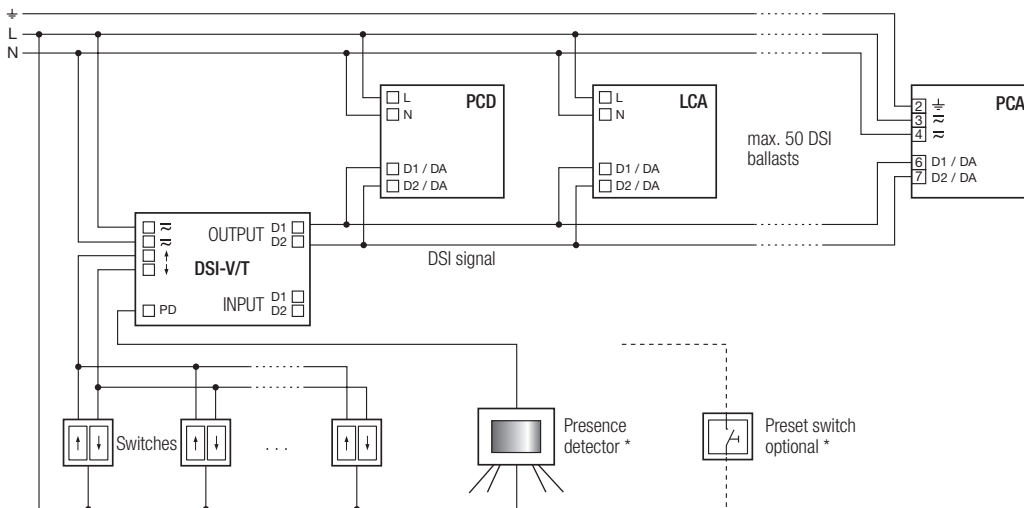 L
N
L PCD
N
D1 / DA
D2 / DA
L LCA
N
D1 / DA
D2 / DA
max. 50 DSI
ballasts
2 PCA
3
4
6 D1 / DA
7 D2 / DA
OUTPUT D1
D2
DSI-V/T
INPUT D1
D2
PD
DSI signal
Switches
. . .
Presence
detector *
Preset switch
optional *